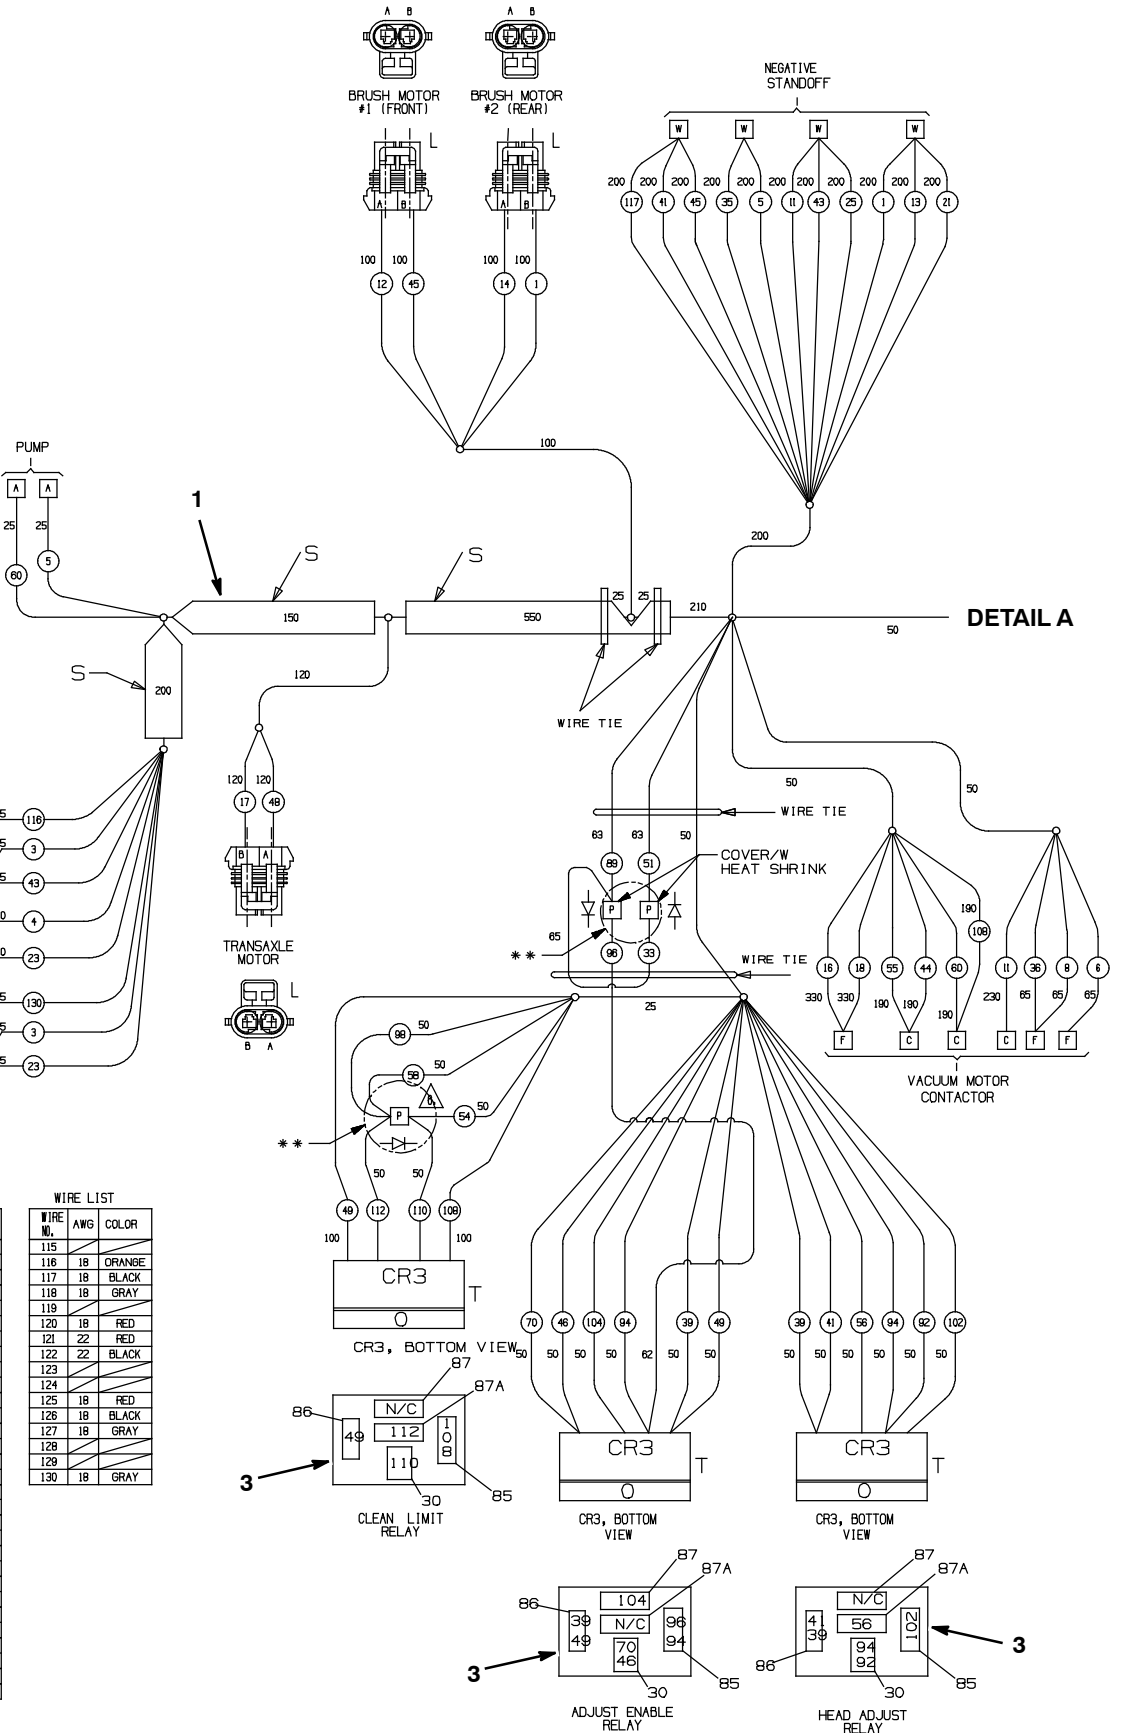 A B
A B
BRUSH MOTOR
#1 (FRONT)
BRUSH MOTOR
#2 (REAR)
L
L
A B
A B
100 100 100 100
12 45 14 1
100
NEGATIVE
STANDOFF
W W W W
200 200 200 200 200 200 200 200 200 200
117 41 45 35 5 11 43 25 1 13 21
200
PUMP
A A
25 25
60 5
1
S
S
150
550
25 25
210
50
DETAIL A
S
200
120
WIRE TIE
120 120
17 48
B A
TRANSAXLE
MOTOR
L
B A
5 116
5 3
5 43
0 4
0 23
5 130
5 3
5 23
50
50
WIRE TIE
63 63 50
89 51
COVER/W
HEAT SHRINK
P P
65
**
96 33
WIRE TIE
25
190
108
16 18 55 44 60 11 36 8 6
330 330 190 190 190 230 65 65 65
F C C C F F
VACUUM MOTOR
CONTACTOR
98 50
58 50
8.
P
54 50
**
50 50
49 112 110 108
100 100
CR3
T
O
CR3, BOTTOM VIEW
70 46 104 94 39 49
50 50 50 50 62 50 50
39 41 56 94 92 102
50 50 50 50 50 50
CR3
T
O
CR3, BOTTOM
VIEW
CR3
T
O
CR3, BOTTOM
VIEW
WIRE LIST
WIRE NO. AWG COLOR
115
116 18 ORANGE
117 18 BLACK
118 18 GRAY
119
120 18 RED
121 22 RED
122 22 BLACK
123
124
125 18 RED
126 18 BLACK
127 18 GRAY
128
129
130 18 GRAY
87
87A
86
N/C
112
49
108
110
30
85
3
CLEAN LIMIT
RELAY
87
87A
86
104
N/C
39
49
96
94
70
46
30
85
3
ADJUST ENABLE
RELAY
87
87A
N/C
56
41
39
102
94
92
86
30
85
3
HEAD ADJUST
RELAY